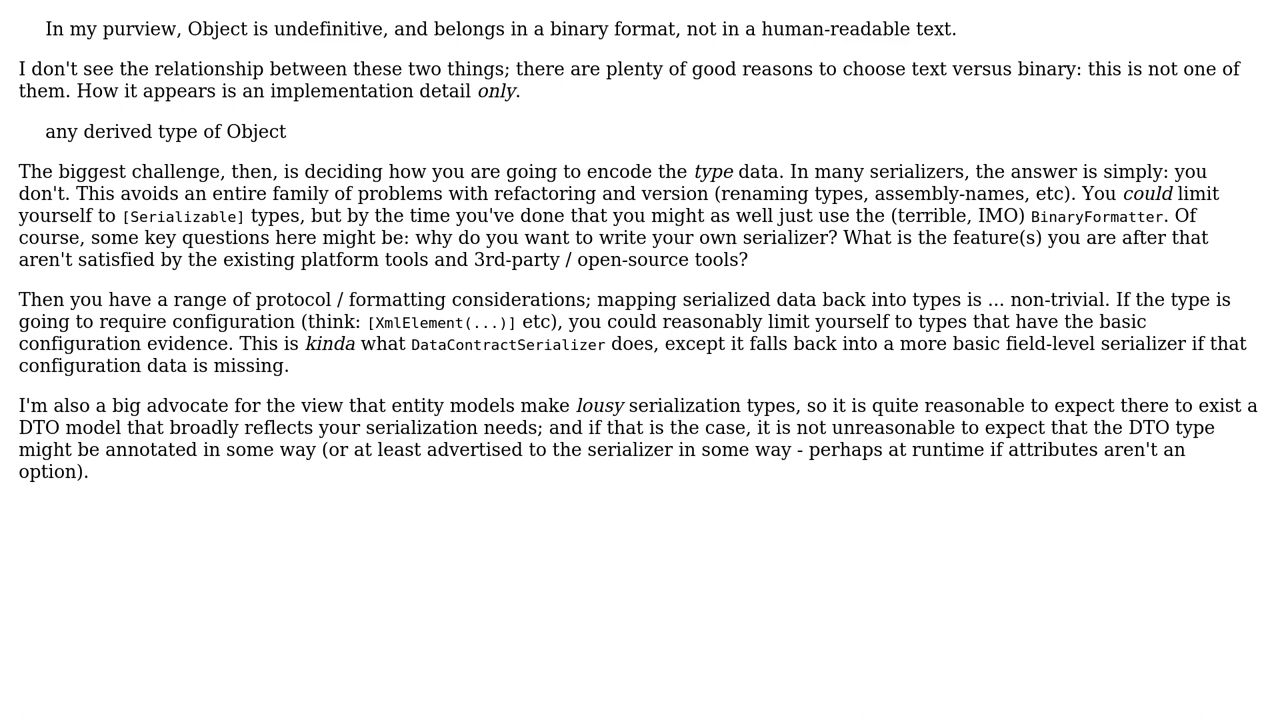 In my purview, Object is undefinitive, and belongs in a binary format, not in a human-readable text.
I don't see the relationship between these two things; there are plenty of good reasons to choose text versus binary: this is not one of
them. How it appears is an implementation detail only.
any derived type of Object
The biggest challenge, then, is deciding how you are going to encode the type data. In many serializers, the answer is simply: you
don't. This avoids an entire family of problems with refactoring and version (renaming types, assembly-names, etc). You could limit
yourself to [Serializable] types, but by the time you've done that you might as well just use the (terrible, IMO) BinaryFormatter. Of
course, some key questions here might be: why do you want to write your own serializer? What is the feature(s) you are after that
aren't satisfied by the existing platform tools and 3rd-party / open-source tools?
Then you have a range of protocol / formatting considerations; mapping serialized data back into types is ... non-trivial. If the type is
going to require configuration (think: [XmlElement(...)] etc), you could reasonably limit yourself to types that have the basic
configuration evidence. This is kinda what DataContractSerializer does, except it falls back into a more basic field-level serializer if that
configuration data is missing.
I'm also a big advocate for the view that entity models make lousy serialization types, so it is quite reasonable to expect there to exist a
DTO model that broadly reflects your serialization needs; and if that is the case, it is not unreasonable to expect that the DTO type
might be annotated in some way (or at least advertised to the serializer in some way - perhaps at runtime if attributes aren't an
option).